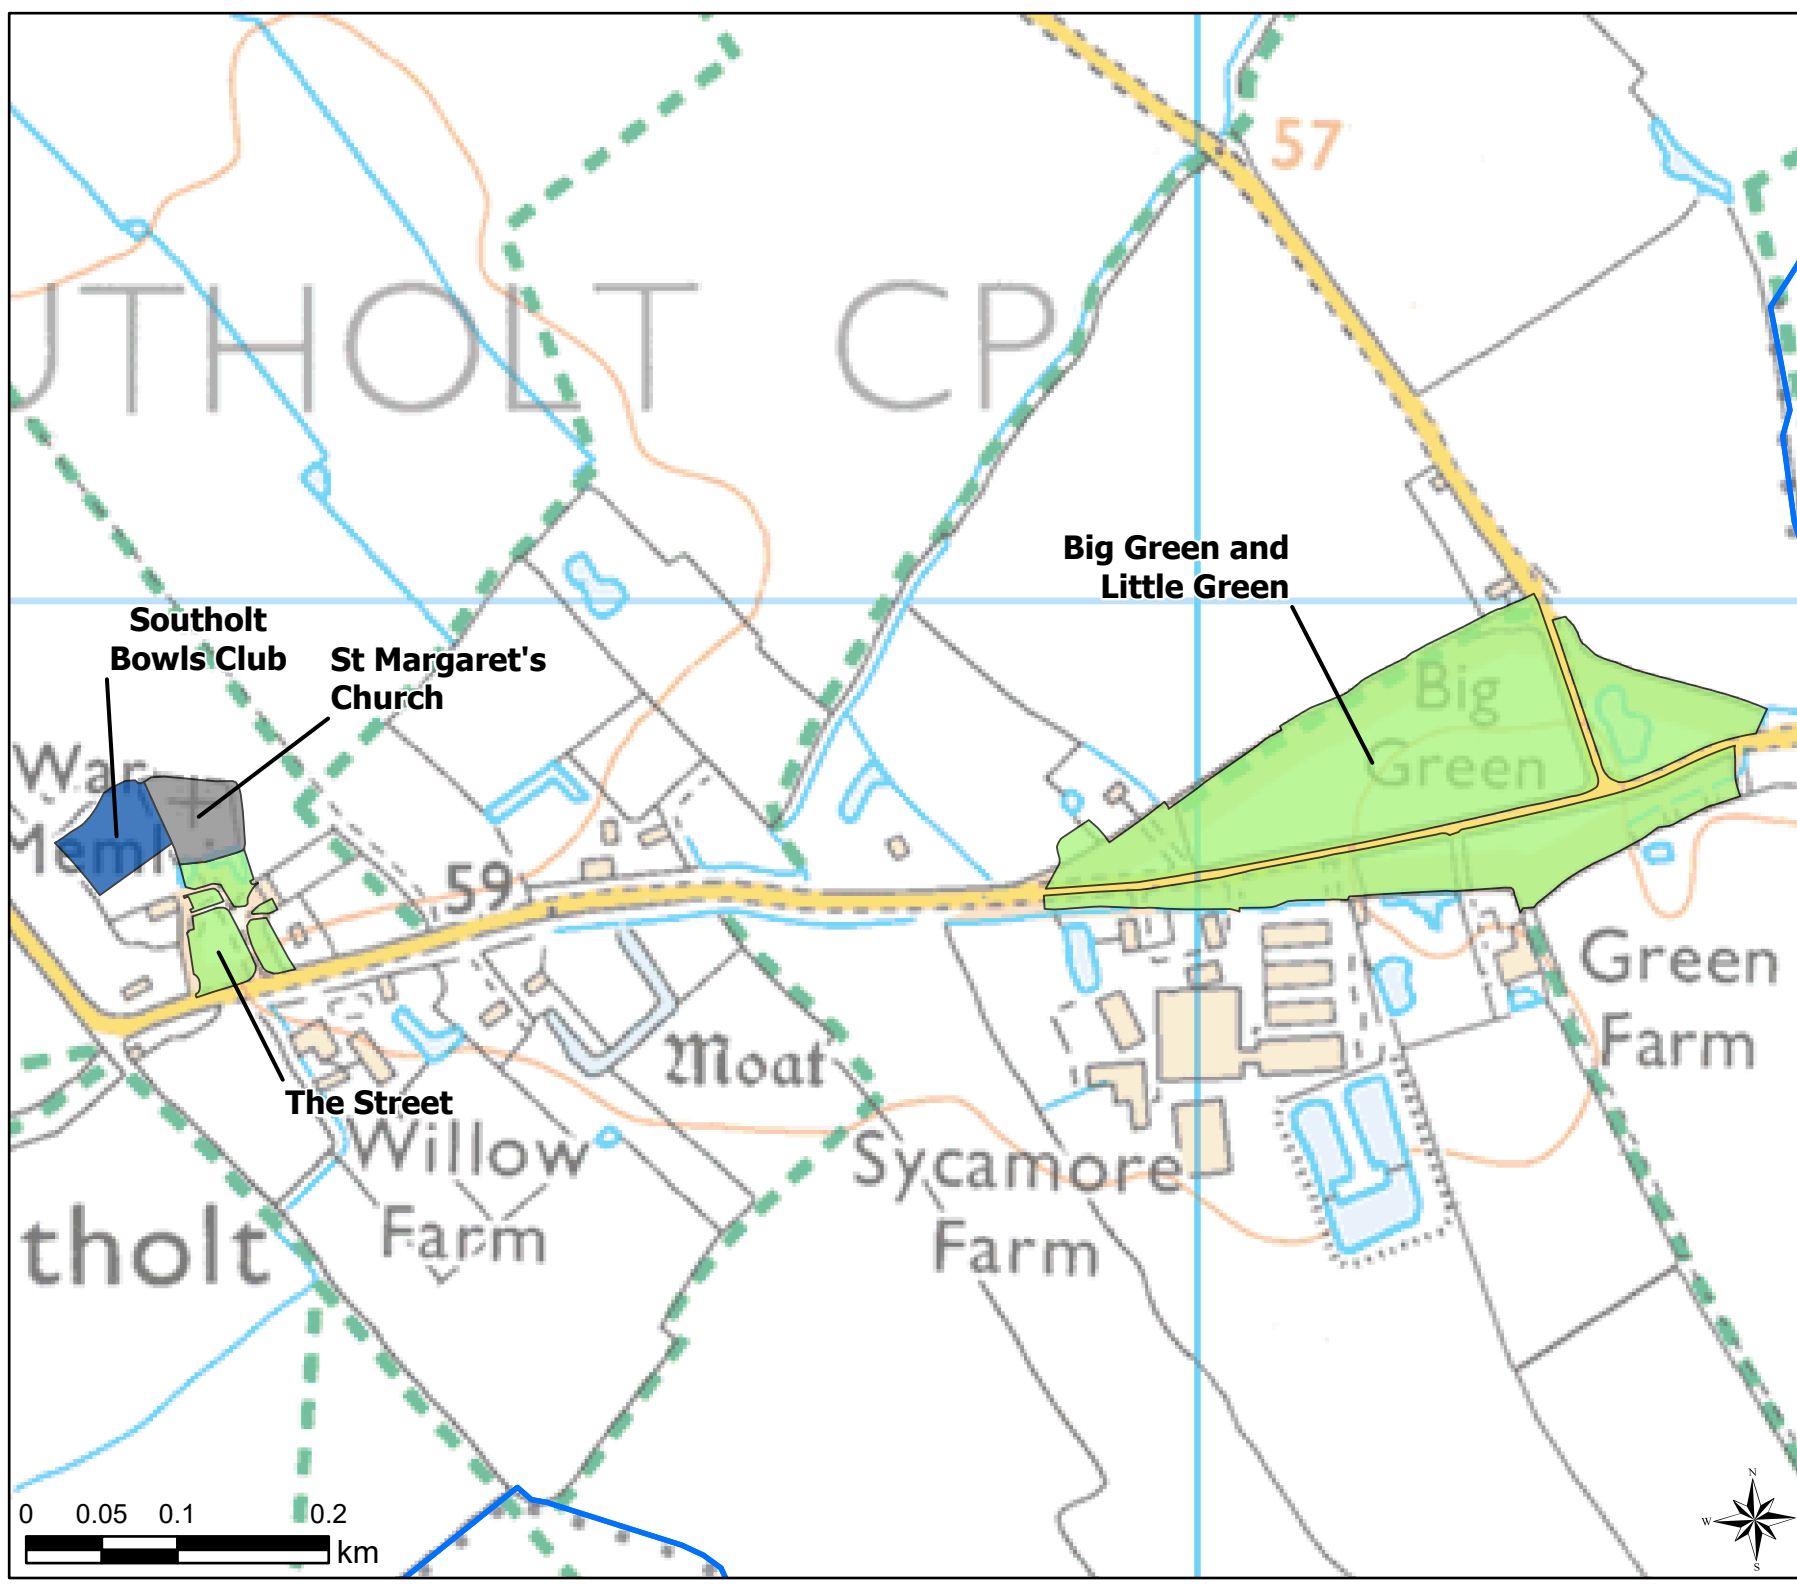 57
UTHOLT CP
Big Green and
Little Green
Southolt
Bowls Club
St Margaret's
Church
Big
Green
War
Meml
59
The Street
Moat
Green
Farm
Willow
Farm
Sycamore
Farm
tholt
0 0.05 0.1 0.2
km
N
W
S